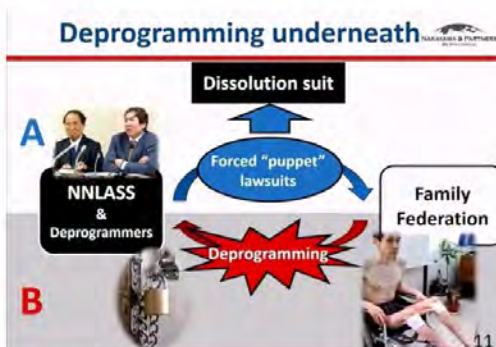 Deprogramming underneath
NAKAYAMA & PARTNERS
Dissolution suit
A
Forced "puppet"
lawsuits
NNLASS
&
Deprogrammers
Family
Federation
Deprogramming
B
11